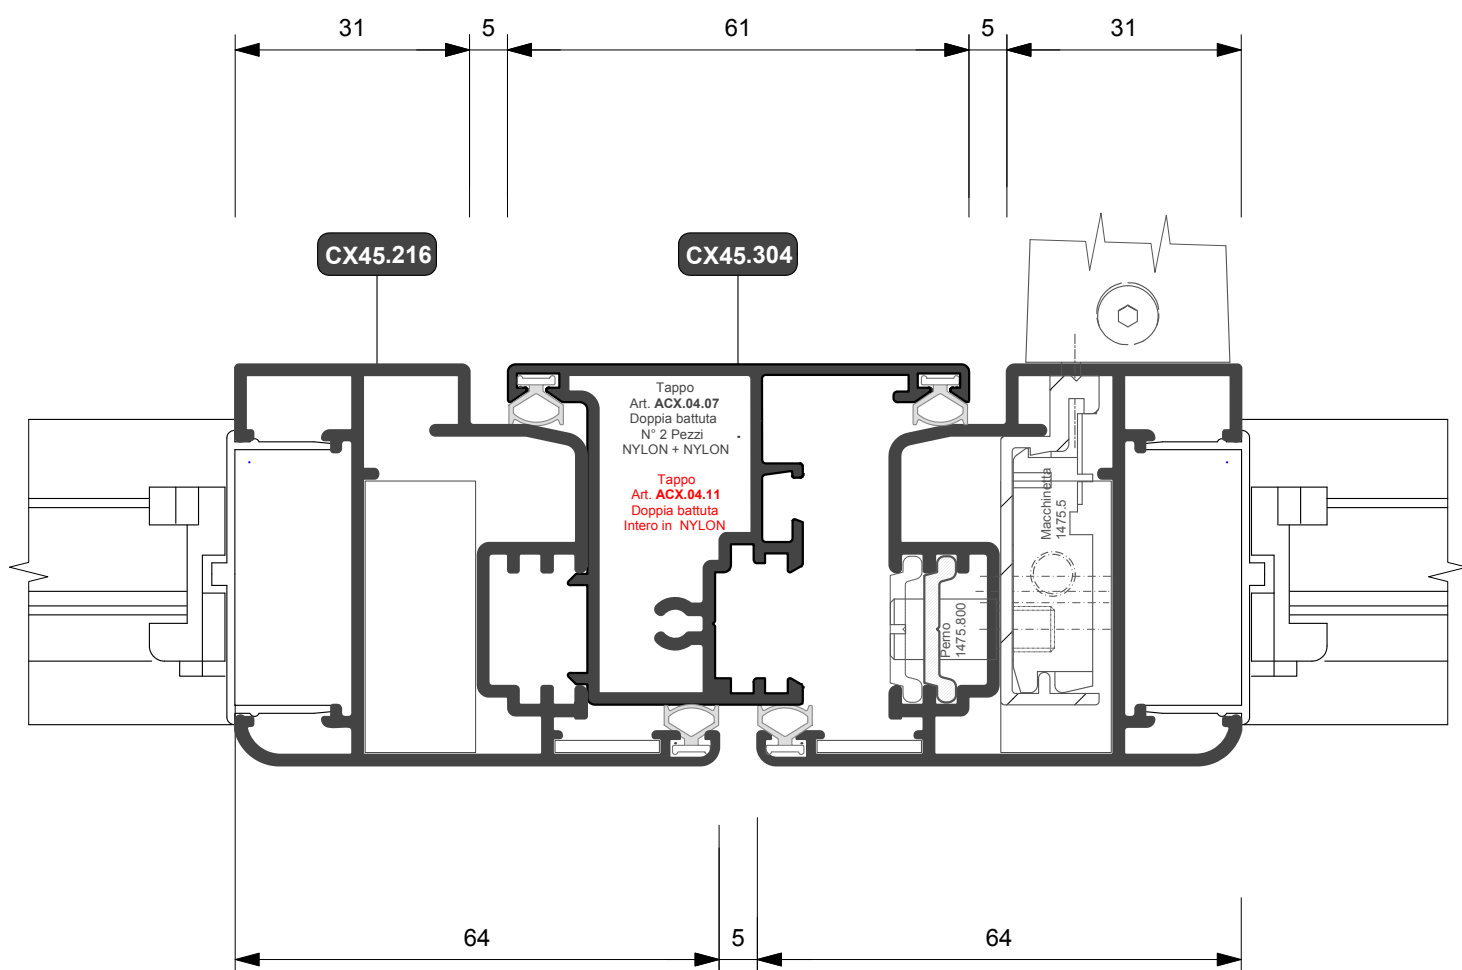 31 5 61 5 31
CX45.216 CX45.304
Tappo
Art. ACX.04.07
Doppia battuta
N° 2 Pezzi
NYLON + NYLON
Tappo
Art. ACX.04.11
Doppia battuta
Intero in NYLON
Macchinetta
1475.5
Perno
1475.800
64 5 64